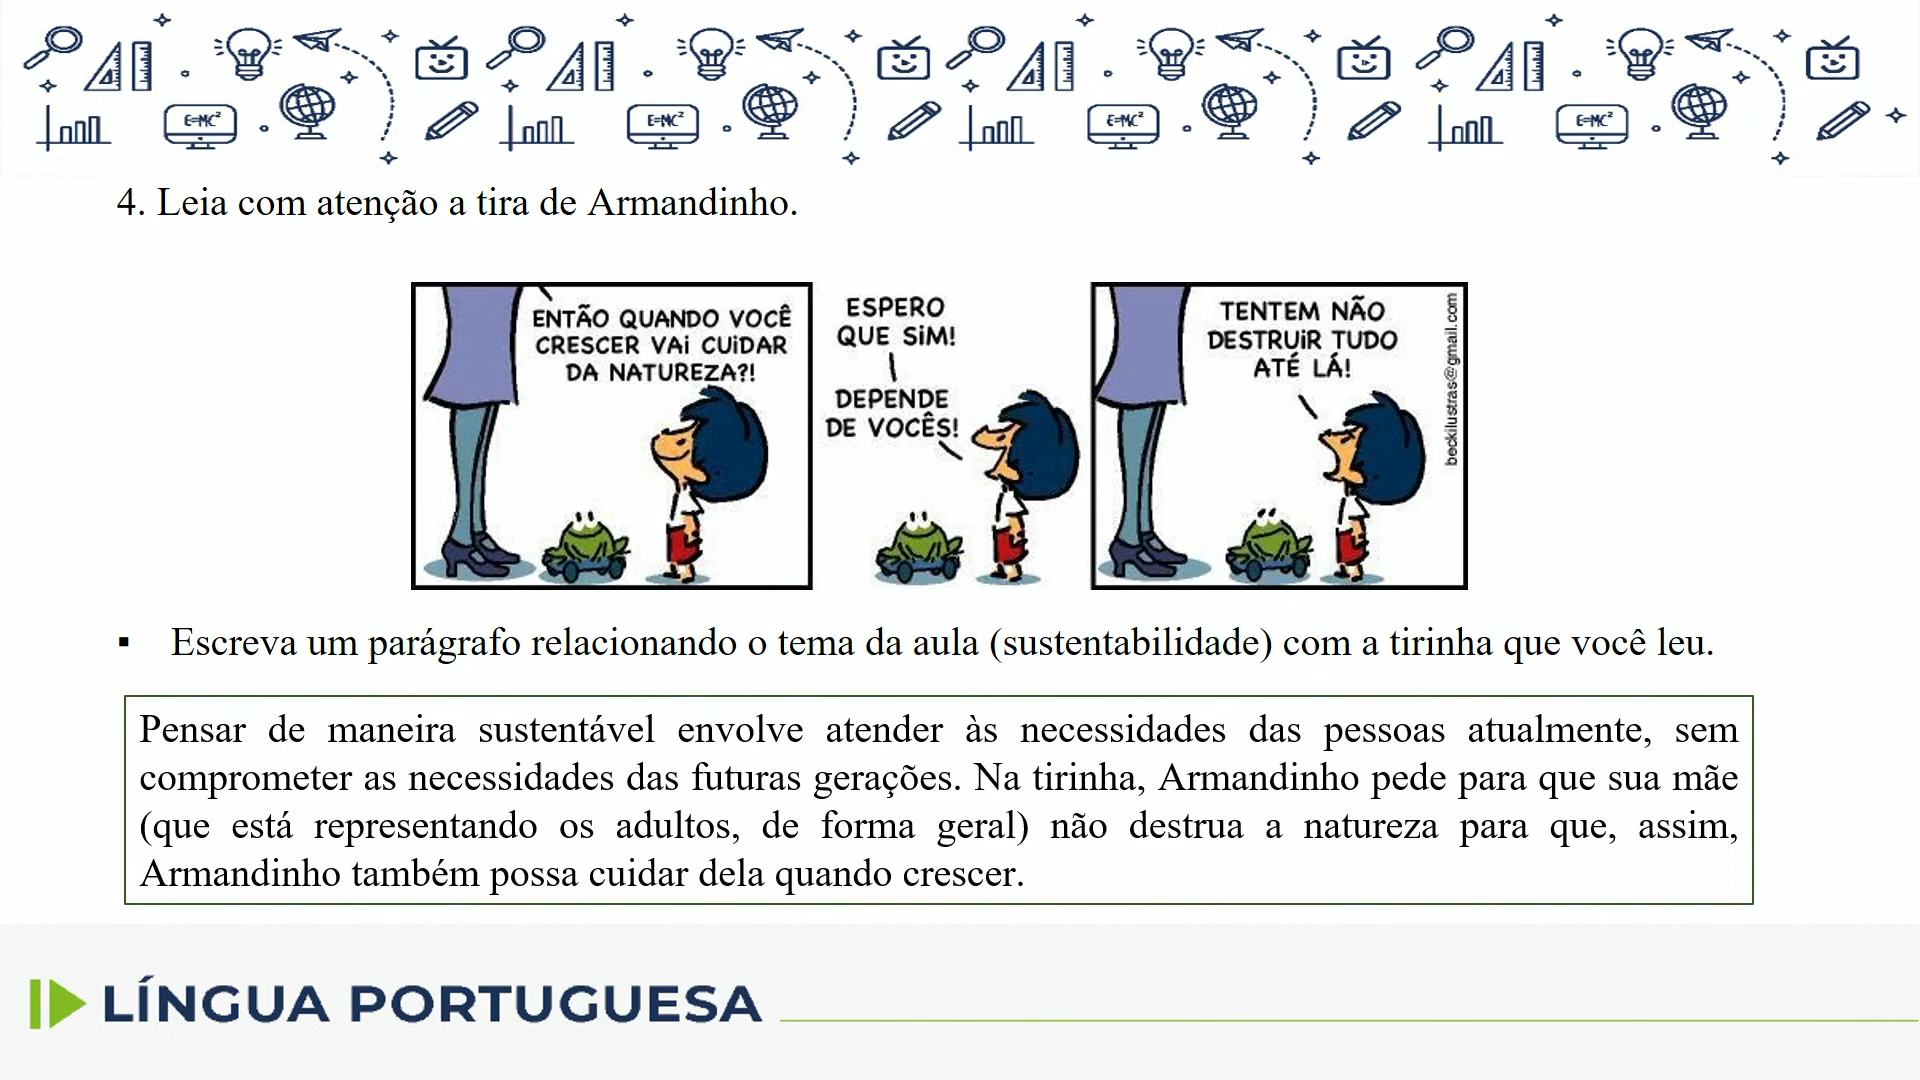 E=MC²
E=MC²
E=MC²
E=MC²
4. Leia com atenção a tira de Armandinho.
ENTÃO QUANDO VOCÊ
CRESCER VAi CUiDAR
DA NATUREZA?!
ESPERO
QUE SiM!
DEPENDE
DE VOCÊS!
TENTEM NÃO
DESTRUiR TUDO
ATÉ LÁ!
beckilustras@gmail.com
▪ Escreva um parágrafo relacionando o tema da aula (sustentabilidade) com a tirinha que você leu.
Pensar de maneira sustentável envolve atender às necessidades das pessoas atualmente, sem
comprometer as necessidades das futuras gerações. Na tirinha, Armandinho pede para que sua mãe
(que está representando os adultos, de forma geral) não destrua a natureza para que, assim,
Armandinho também possa cuidar dela quando crescer.
LÍNGUA PORTUGUESA